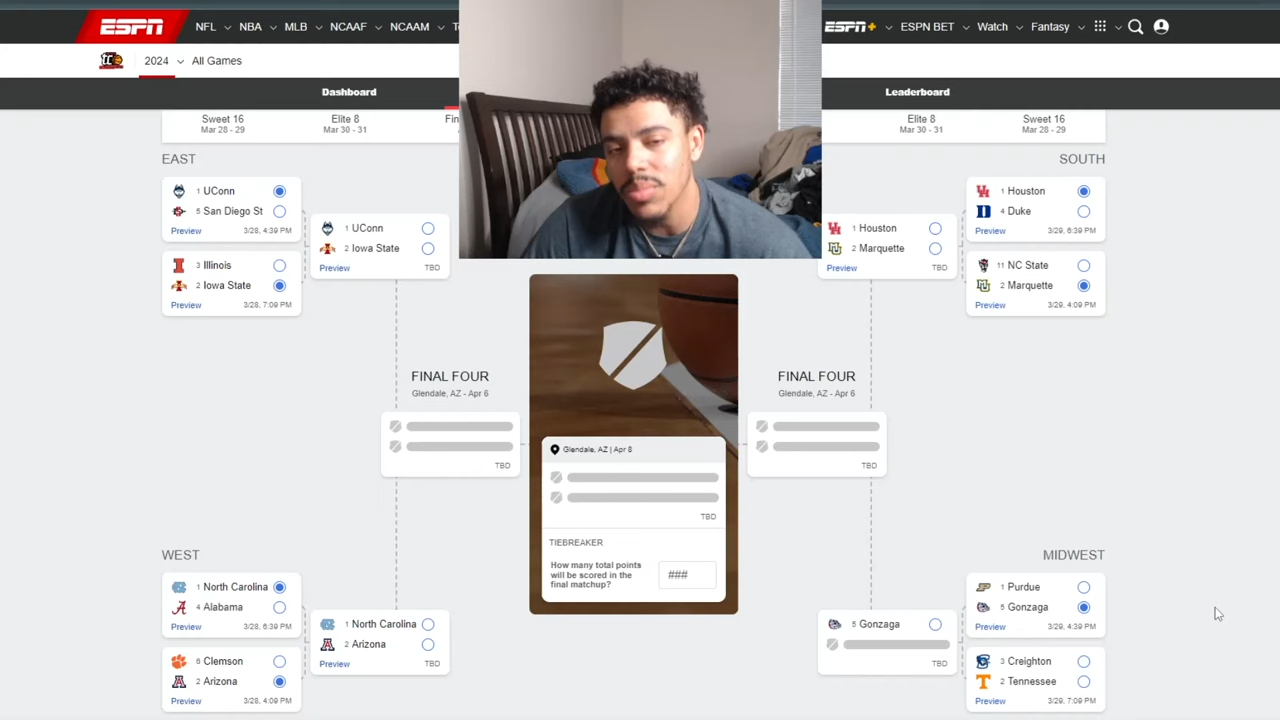 ESPN NFL NBA MLB NCAAF NCAAM ESPN+ ESPN BET Watch Fantasy
2024 All Games
Dashboard Leaderboard
Sweet 16 Elite 8 Elite 8 Sweet 16
Mar 28 - 29 Mar 30 - 31 Mar 30 - 31 Mar 28 - 29
EAST
1 UConn
5 San Diego St
Preview 3/28, 4:39 PM
3 Illinois
2 Iowa State
Preview 3/28, 7:09 PM
1 UConn
2 Iowa State
Preview TBD
SOUTH
1 Houston
4 Duke
Preview 3/29, 6:39 PM
11 NC State
2 Marquette
Preview 3/29, 4:09 PM
1 Houston
2 Marquette
Preview TBD
FINAL FOUR
Glendale, AZ - Apr 6
TBD
Glendale, AZ | Apr 8
TBD
TIEBREAKER
How many total points
will be scored in the
final matchup?
###
FINAL FOUR
Glendale, AZ - Apr 6
TBD
WEST
1 North Carolina
4 Alabama
Preview 3/28, 6:39 PM
6 Clemson
2 Arizona
Preview 3/28, 4:09 PM
1 North Carolina
2 Arizona
Preview TBD
MIDWEST
1 Purdue
5 Gonzaga
Preview 3/29, 4:39 PM
3 Creighton
2 Tennessee
Preview 3/29, 7:09 PM
5 Gonzaga
TBD